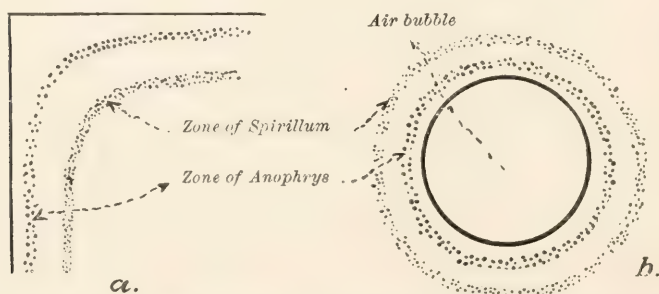 Air bubble
Zone of Spirillum
Zone of Anophrys
a.
b.